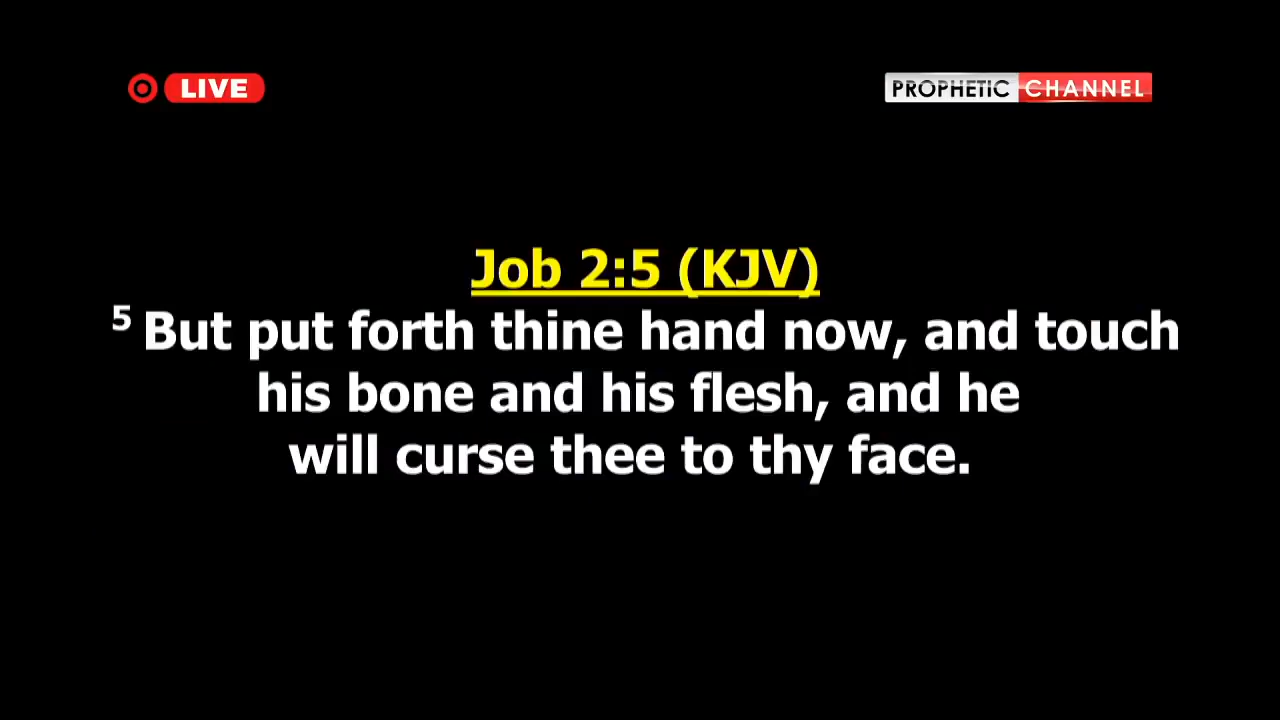 LIVE
PROPHETIC CHANNEL
Job 2:5 (KJV)
5 But put forth thine hand now, and touch
his bone and his flesh, and he
will curse thee to thy face.